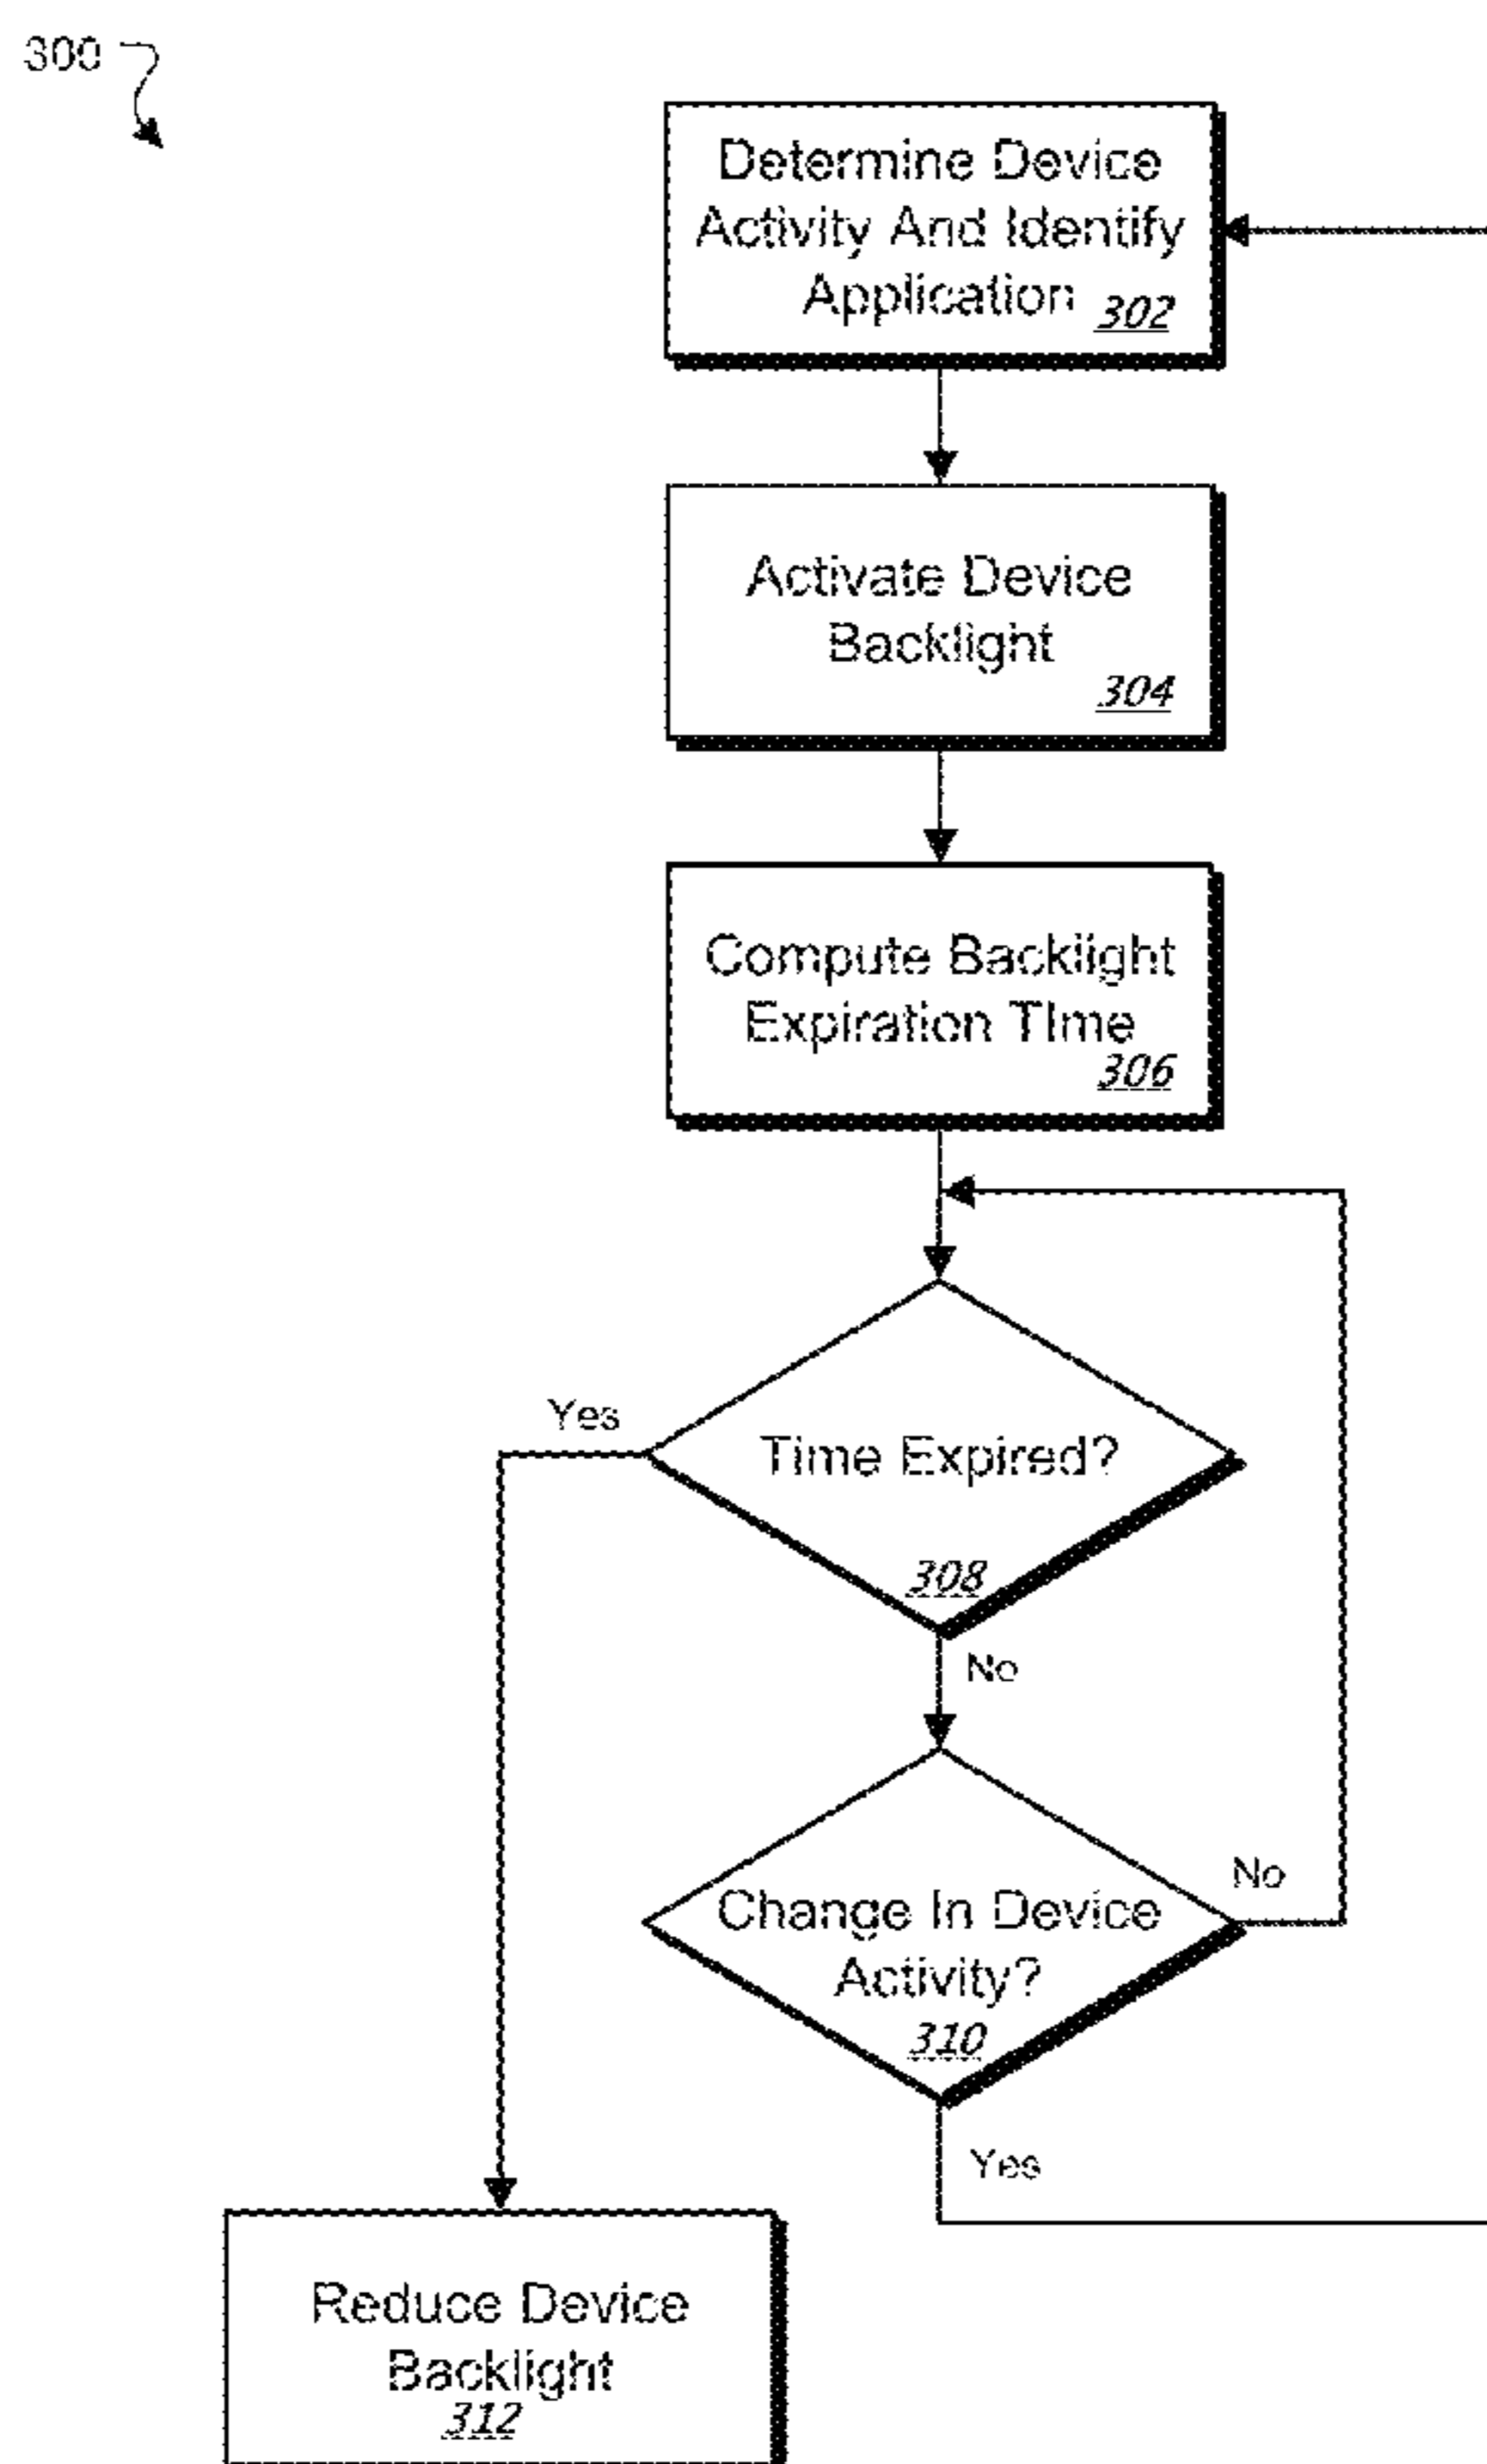 300
Determine Device
Activity And Identify
Application 302
Activate Device
Backlight
304
Compute Backlight
Expiration TIme
306
Yes
Time Expired?
308
No
No
Change In Device
Activity?
310
Yes
Reduce Device
Backlight
312